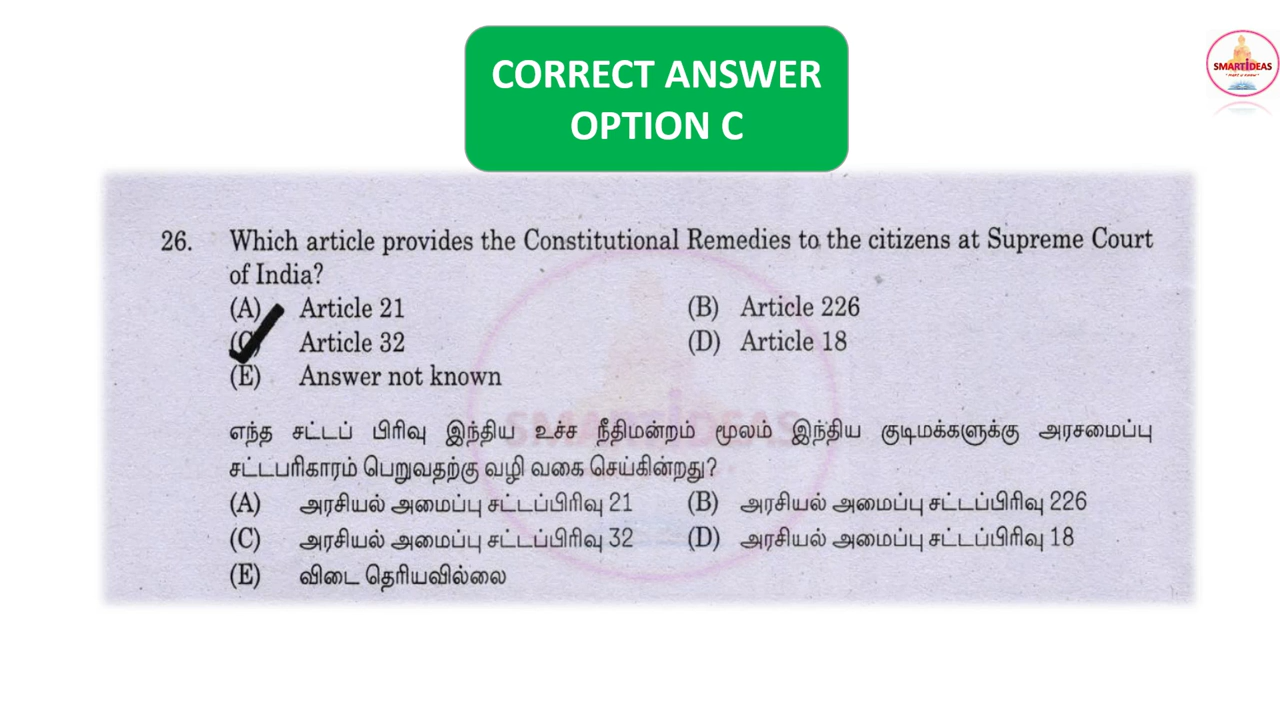 CORRECT ANSWER
OPTION C
SMARTIDEAS
26. Which article provides the Constitutional Remedies to the citizens at Supreme Court
of India?
(A) Article 21 (B) Article 226
(C) Article 32 (D) Article 18
(E) Answer not known
எந்த சட்டப் பிரிவு இந்திய உச்ச நீதிமன்றம் மூலம் இந்திய குடிமக்களுக்கு அரசமைப்பு
சட்டபரிகாரம் பெறுவதற்கு வழி வகை செய்கின்றது?
(A) அரசியல் அமைப்பு சட்டப்பிரிவு 21 (B) அரசியல் அமைப்பு சட்டப்பிரிவு 226
(C) அரசியல் அமைப்பு சட்டப்பிரிவு 32 (D) அரசியல் அமைப்பு சட்டப்பிரிவு 18
(E) விடை தெரியவில்லை